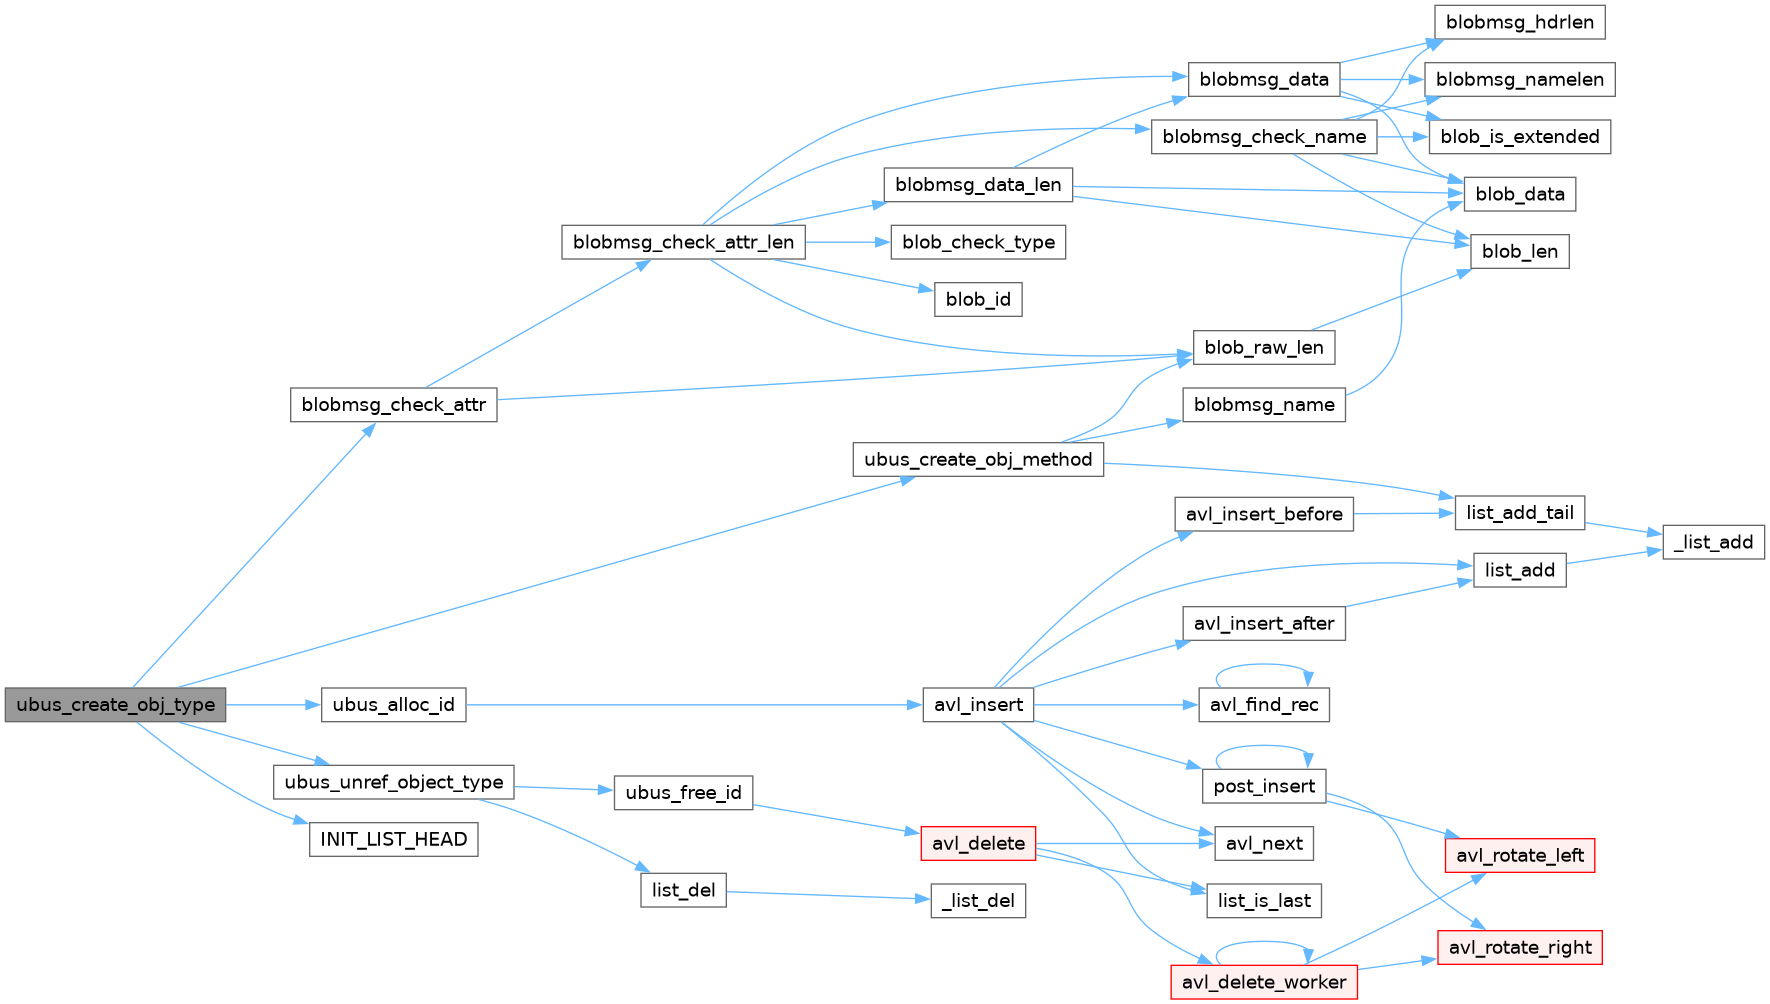 blobmsg_hdrlen
blobmsg_data
blobmsg_namelen
blobmsg_check_name
blob_is_extended
blobmsg_data_len
blob_data
blobmsg_check_attr_len
blob_check_type
blob_len
blob_id
blob_raw_len
blobmsg_check_attr
blobmsg_name
ubus_create_obj_method
avl_insert_before
list_add_tail
_list_add
list_add
avl_insert_after
ubus_create_obj_type
ubus_alloc_id
avl_insert
avl_find_rec
ubus_unref_object_type
ubus_free_id
post_insert
INIT_LIST_HEAD
avl_delete
avl_next
avl_rotate_left
list_del
_list_del
list_is_last
avl_rotate_right
avl_delete_worker